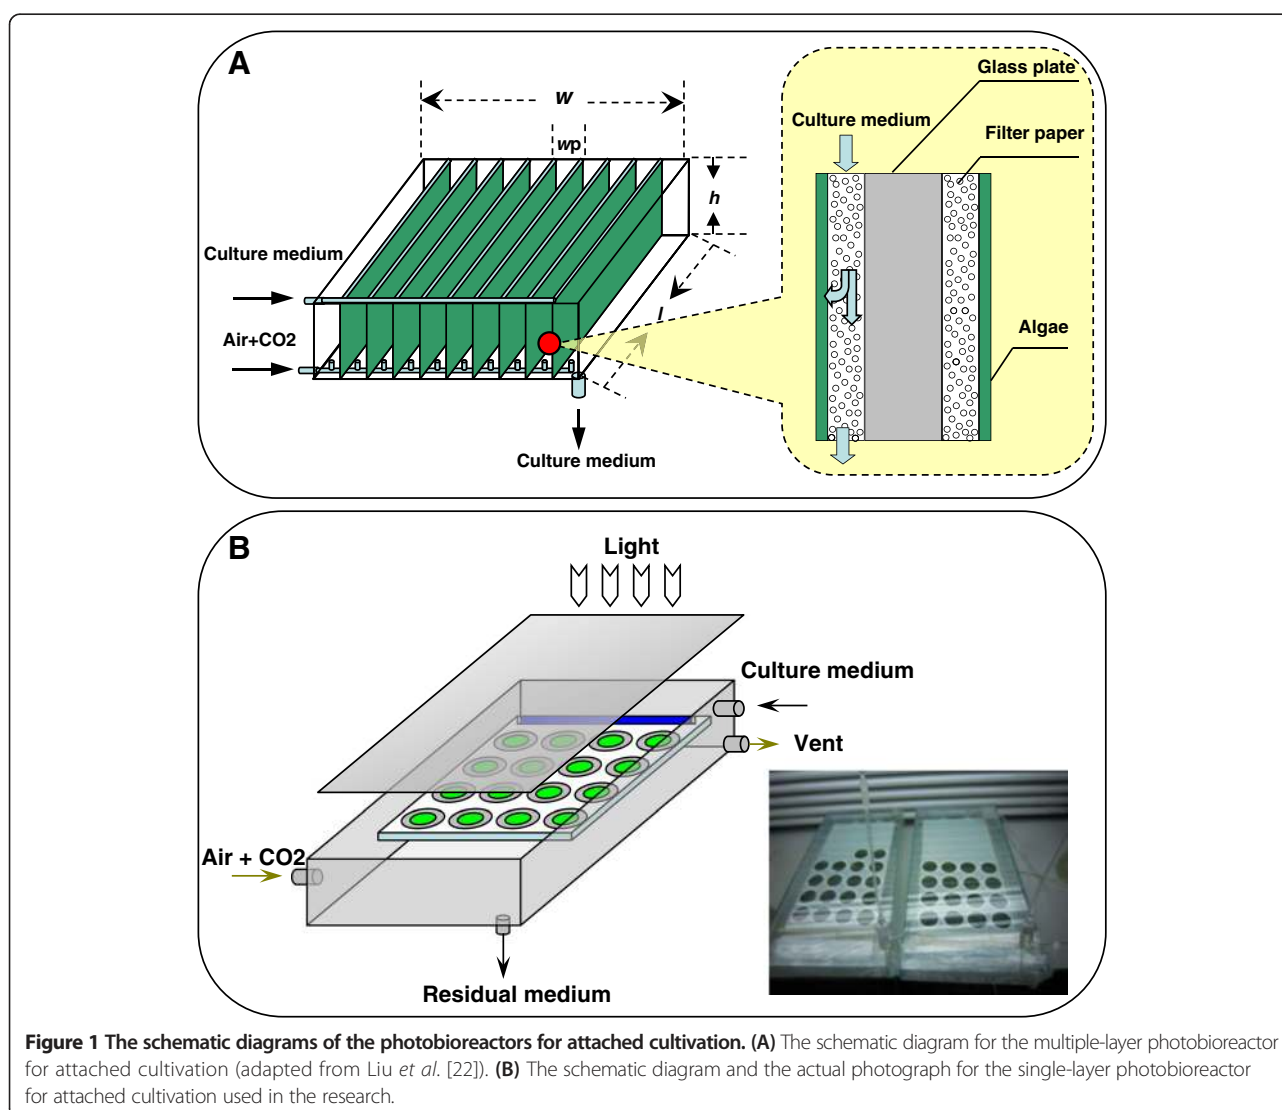 A
w
wp
h
l
Culture medium
Air+CO2
Culture medium
Glass plate
Culture medium
Filter paper
Algae
B
Light
Culture medium
Vent
Air + CO2
Residual medium
Figure 1 The schematic diagrams of the photobioreactors for attached cultivation. (A) The schematic diagram for the multiple-layer photobioreactor
for attached cultivation (adapted from Liu et al. [22]). (B) The schematic diagram and the actual photograph for the single-layer photobioreactor
for attached cultivation used in the research.